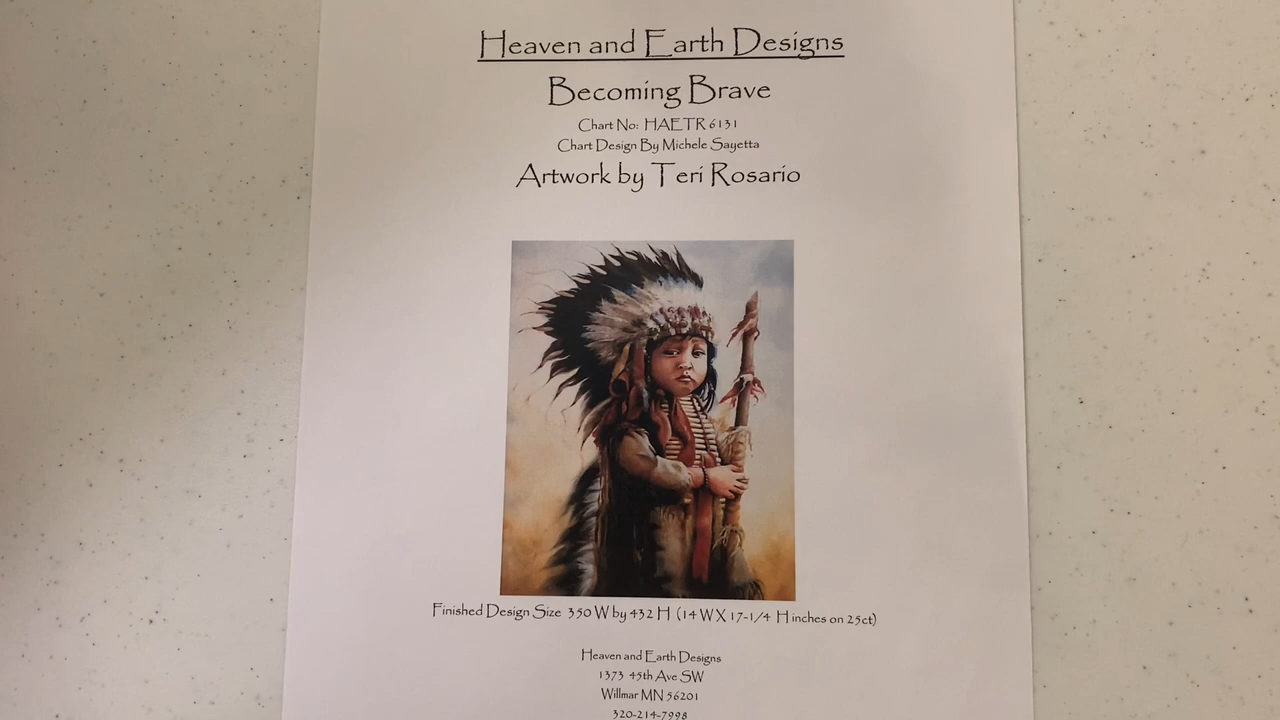 Heaven and Earth Designs
Becoming Brave
Chart No: HAETR 6131
Chart Design By Michele Sayetta
Artwork by Teri Rosario
Finished Design Size 350 W by 432 H (14 W X 17-1/4 H inches on 25ct)
Heaven and Earth Designs
1373 45th Ave SW
Willmar MN 56201
320-214-7998